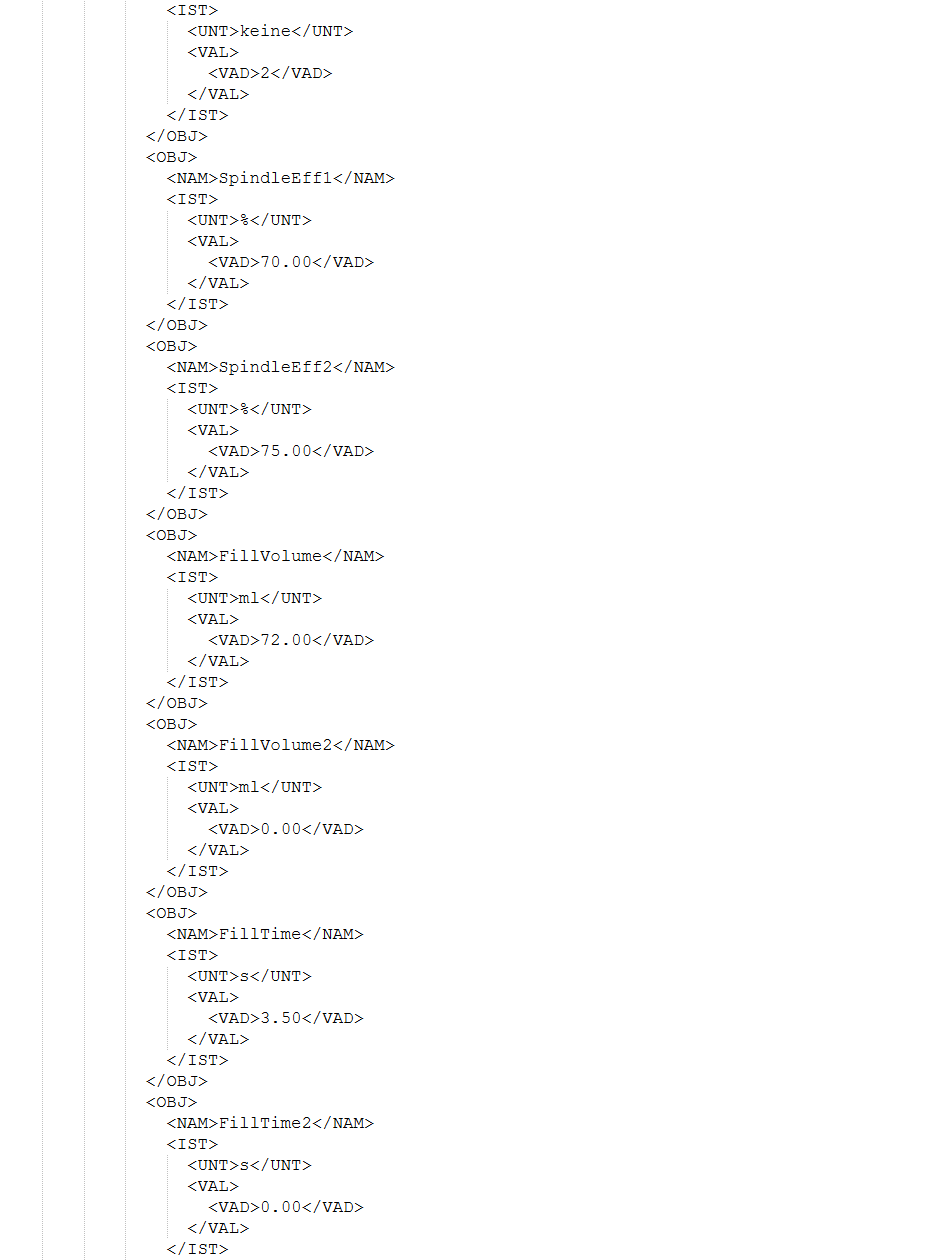 <IST>
<UNT>keine</UNT>
<VAL>
<VAD>2</VAD>
</VAL>
</IST>
</OBJ>
<OBJ>
<NAM>SpindleEff1</NAM>
<IST>
<UNT>%</UNT>
<VAL>
<VAD>70.00</VAD>
</VAL>
</IST>
</OBJ>
<OBJ>
<NAM>SpindleEff2</NAM>
<IST>
<UNT>%</UNT>
<VAL>
<VAD>75.00</VAD>
</VAL>
</IST>
</OBJ>
<OBJ>
<NAM>FillVolume</NAM>
<IST>
<UNT>ml</UNT>
<VAL>
<VAD>72.00</VAD>
</VAL>
</IST>
</OBJ>
<OBJ>
<NAM>FillVolume2</NAM>
<IST>
<UNT>ml</UNT>
<VAL>
<VAD>0.00</VAD>
</VAL>
</IST>
</OBJ>
<OBJ>
<NAM>FillTime</NAM>
<IST>
<UNT>s</UNT>
<VAL>
<VAD>3.50</VAD>
</VAL>
</IST>
</OBJ>
<OBJ>
<NAM>FillTime2</NAM>
<IST>
<UNT>s</UNT>
<VAL>
<VAD>0.00</VAD>
</VAL>
</IST>